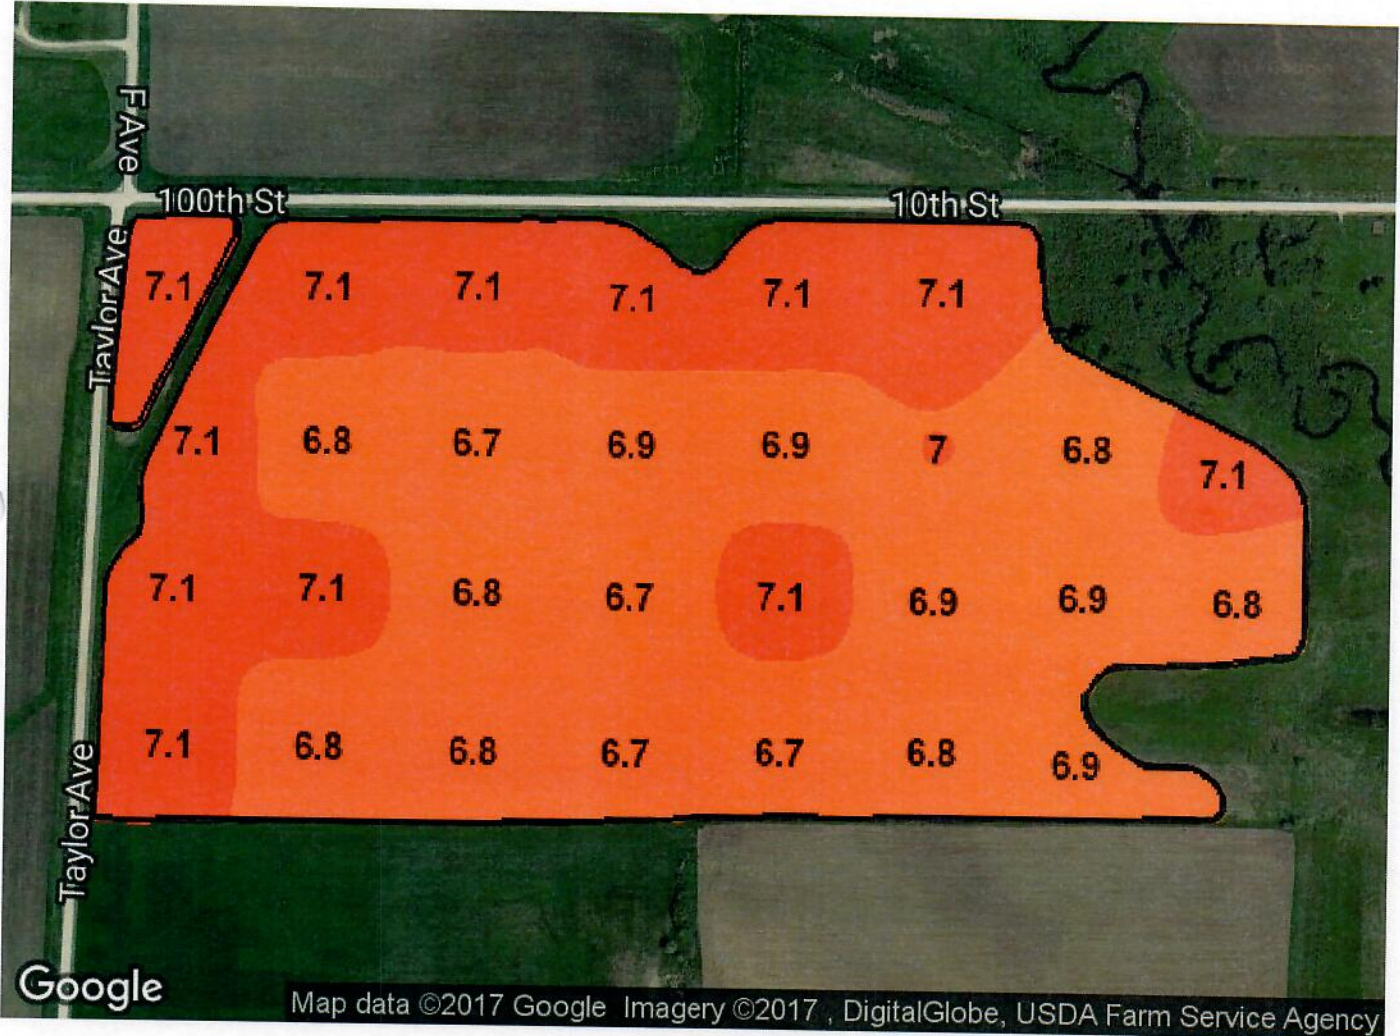 F Ave
100th St
10th St
Taylor Ave
7.1 7.1 7.1 7.1 7.1 7.1
7.1 6.8 6.7 6.9 6.9 7 6.8 7.1
7.1 7.1 6.8 6.7 7.1 6.9 6.9 6.8
7.1 6.8 6.8 6.7 6.7 6.8 6.9
Taylor Ave
Google
Map data ©2017 Google Imagery ©2017 , DigitalGlobe, USDA Farm Service Agency